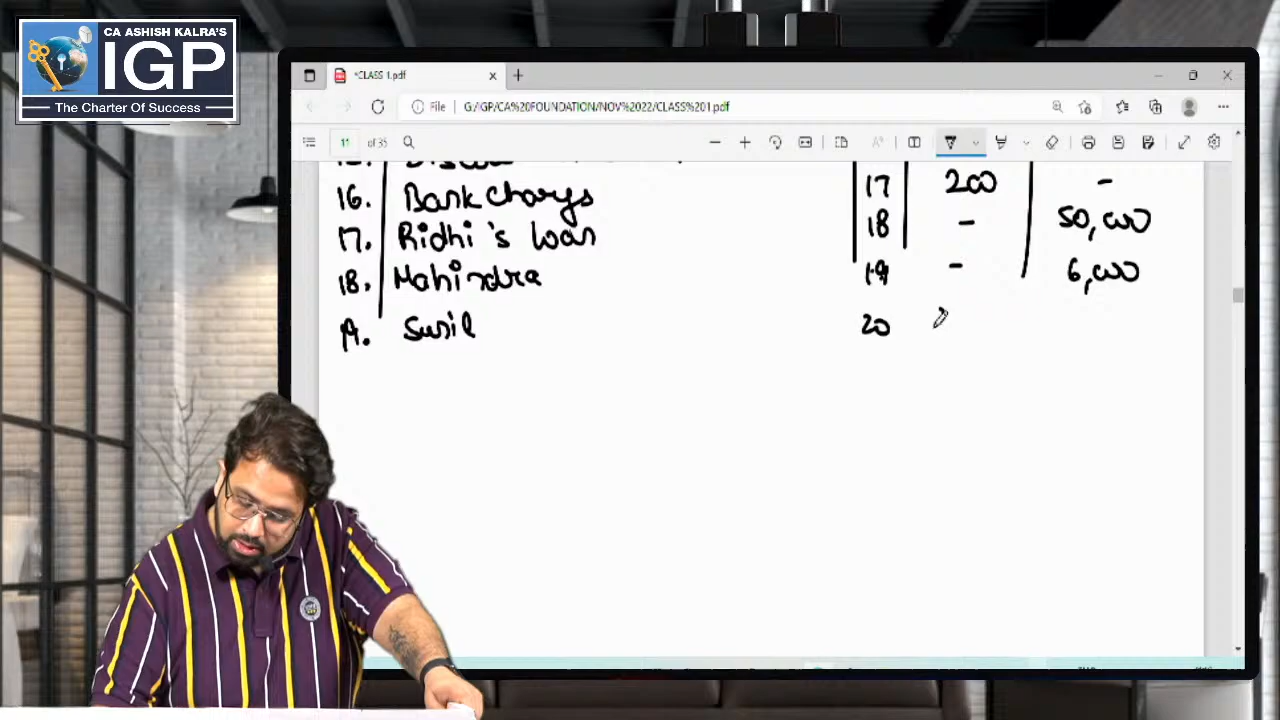 CA ASHISH KALRA'S
IGP
The Charter Of Success
*CLASS 1.pdf
File G:/IGP/CA%20FOUNDATION/NOV%2022/CLASS%201.pdf
11 of 35
17 200 -
16. Bank Charges
17. Ridhi's loan 18 - 50,000
18. Mahindra 19 - 6,000
19. Sunil 20